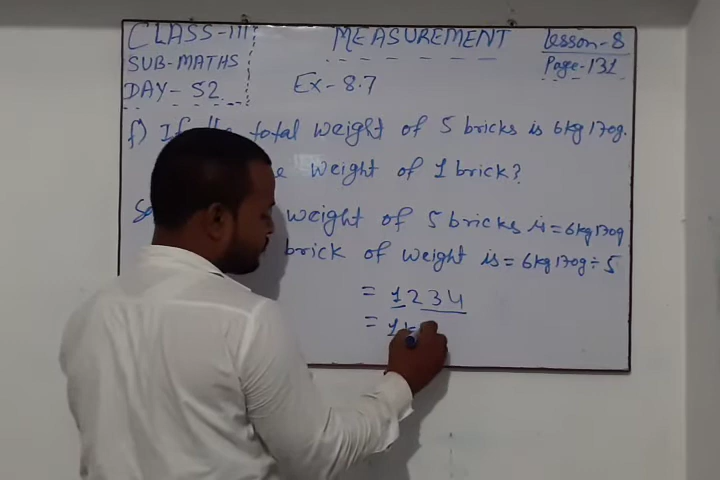 CLASS-III MEASUREMENT Lesson-8
SUB-MATHS Page-131
DAY-52 Ex-8.7
f) If the total weight of 5 bricks is 6kg 170g.
weight of 1 brick?
weight of 5 bricks is = 6kg 170g
brick of weight is = 6kg 170g ÷ 5
= 1234
= 1